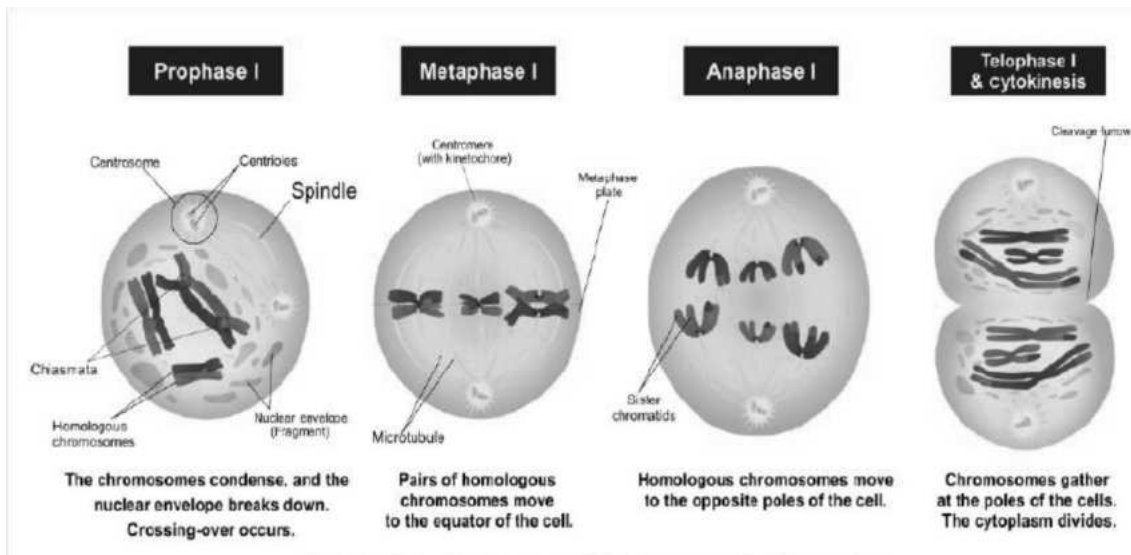 Prophase I
Metaphase I
Anaphase I
Telophase I
& cytokinesis
Cleavage furrow
Centrosome
Centrioles
Spindle
Centromere
(with kinetochore)
Metaphase
plate
Chiasmata
Homologous
chromosomes
Nuclear envelope
(Fragment)
Microtubule
Sister
chromatids
The chromosomes condense, and the
nuclear envelope breaks down.
Crossing-over occurs.
Pairs of homologous
chromosomes move
to the equator of the cell.
Homologous chromosomes move
to the opposite poles of the cell.
Chromosomes gather
at the poles of the cells.
The cytoplasm divides.